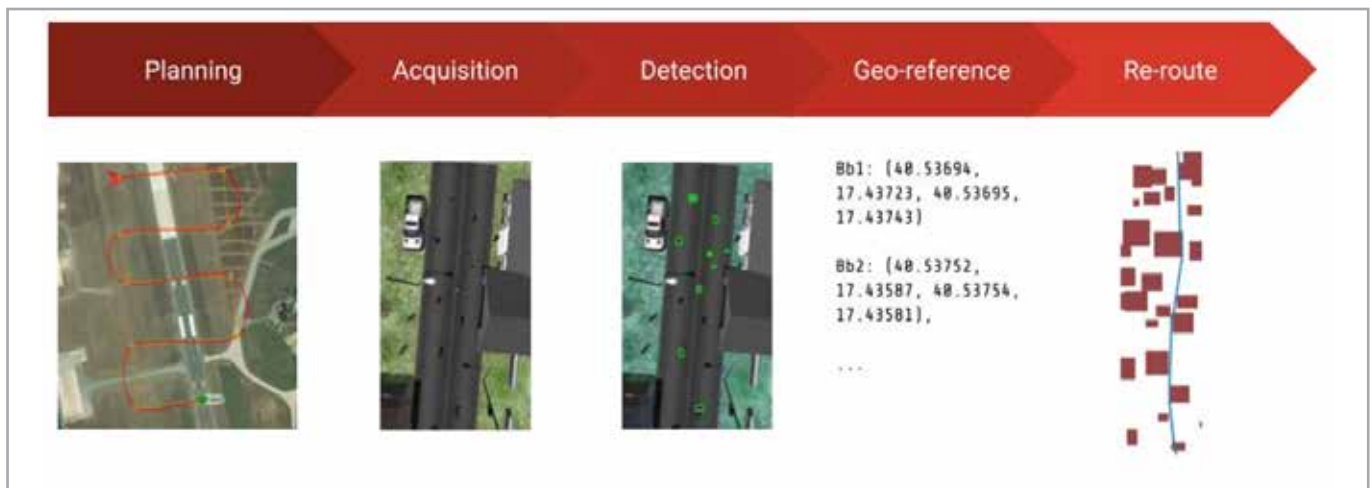 Planning
Acquisition
Detection
Geo-reference
Re-route
Bb1: (40.53694,
17.43723, 40.53695,
17.43743)
Bb2: (40.53752,
17.43587, 40.53754,
17.43581),
...